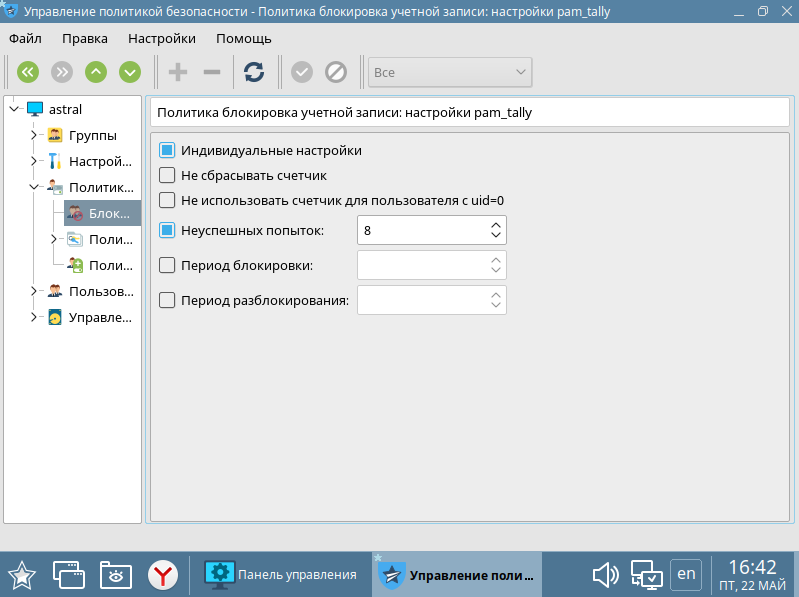 Управление политикой безопасности - Политика блокировка учетной записи: настройки pam_tally
Файл Правка Настройки Помощь
Все
astral
Группы
Настрой...
Политик...
Блок...
Поли...
Поли...
Пользов...
Управле...
Политика блокировка учетной записи: настройки pam_tally
Индивидуальные настройки
Не сбрасывать счетчик
Не использовать счетчик для пользователя с uid=0
Неуспешных попыток: 8
Период блокировки:
Период разблокирования:
Панель управления
Управление поли...
en
16:42
ПТ, 22 МАЙ